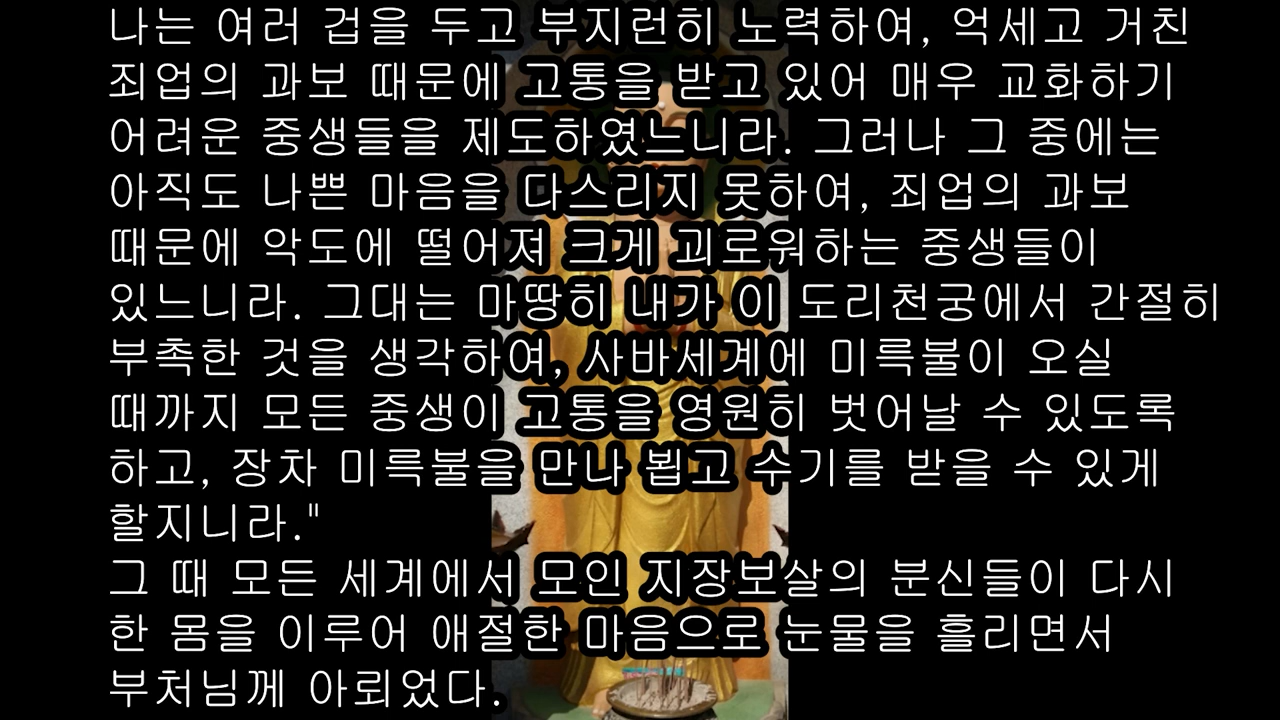 나는 여러 겁을 두고 부지런히 노력하여, 억세고 거친
죄업의 과보 때문에 고통을 받고 있어 매우 교화하기
어려운 중생들을 제도하였느니라. 그러나 그 중에는
아직도 나쁜 마음을 다스리지 못하여, 죄업의 과보
때문에 악도에 떨어져 크게 괴로워하는 중생들이
있느니라. 그대는 마땅히 내가 이 도리천궁에서 간절히
부촉한 것을 생각하여, 사바세계에 미륵불이 오실
때까지 모든 중생이 고통을 영원히 벗어날 수 있도록
하고, 장차 미륵불을 만나 뵙고 수기를 받을 수 있게
할지니라."
그 때 모든 세계에서 모인 지장보살의 분신들이 다시
한 몸을 이루어 애절한 마음으로 눈물을 흘리면서
부처님께 아뢰었다.